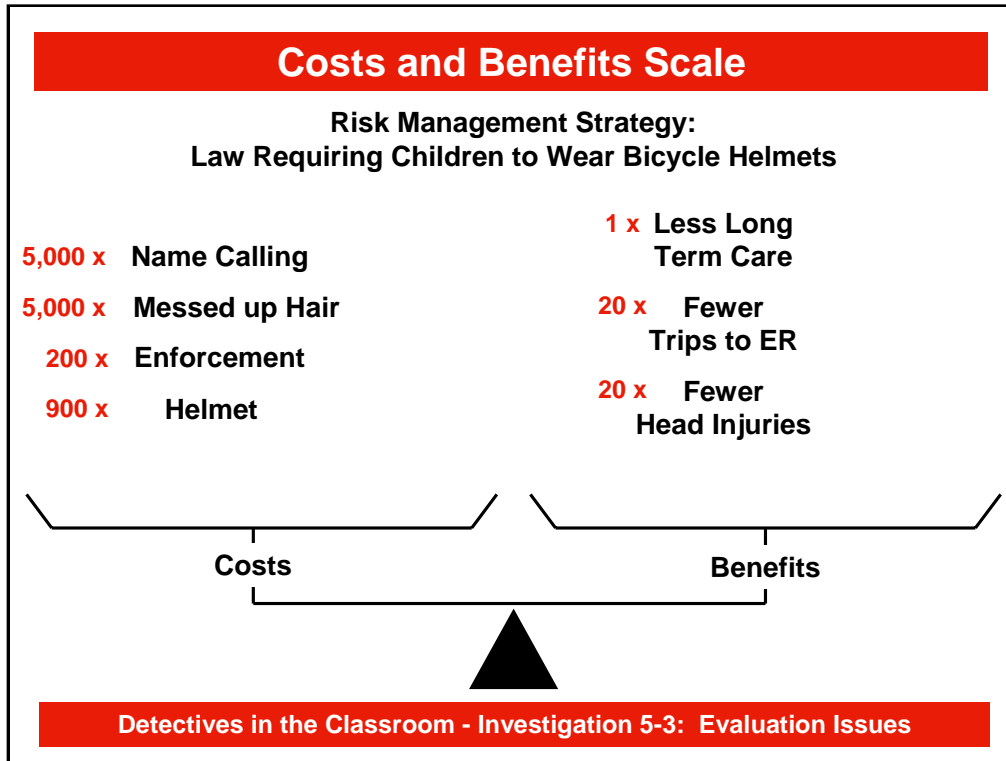 Costs and Benefits Scale
Risk Management Strategy:
Law Requiring Children to Wear Bicycle Helmets
5,000 x Name Calling
5,000 x Messed up Hair
200 x Enforcement
900 x Helmet
1 x Less Long
Term Care
20 x Fewer
Trips to ER
20 x Fewer
Head Injuries
Costs
Benefits
Detectives in the Classroom - Investigation 5-3: Evaluation Issues